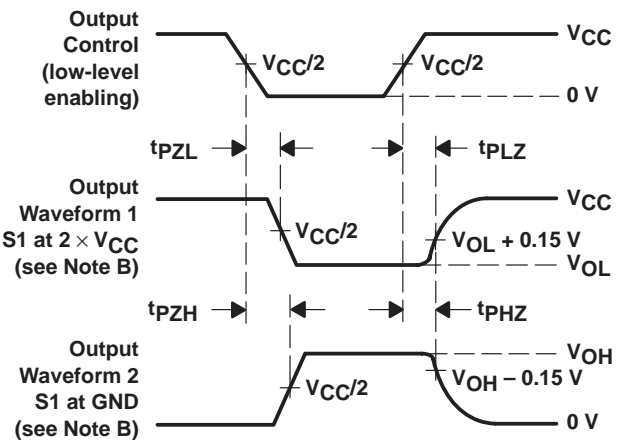 Output
Control
(low-level
enabling)
VCC/2
VCC/2
VCC
0 V
tPZL
tPLZ
Output
Waveform 1
S1 at 2 × VCC
(see Note B)
VCC/2
VCC
VOL + 0.15 V
VOL
tPZH
tPHZ
Output
Waveform 2
S1 at GND
(see Note B)
VCC/2
VOH
VOH – 0.15 V
0 V